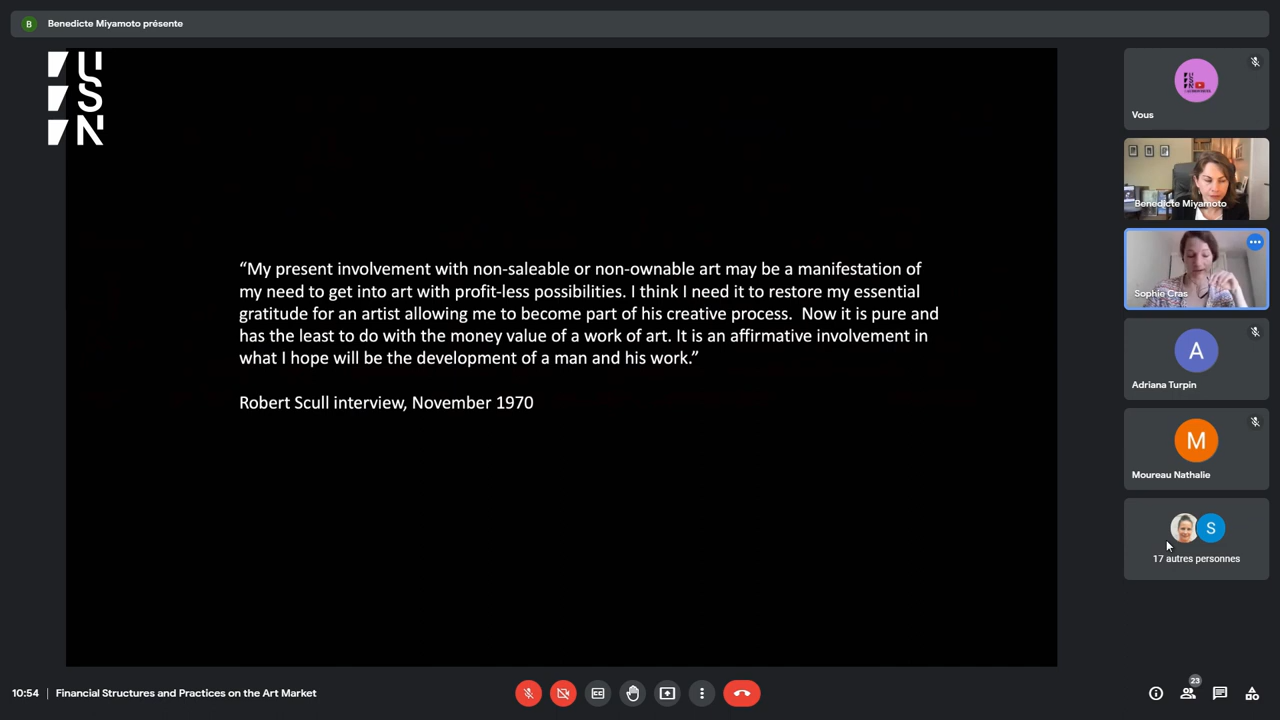 B
Benedicte Miyamoto présente
USN
Vous
Benedicte Miyamoto
Sophie Cras
A
Adriana Turpin
M
Moureau Nathalie
S
17 autres personnes
“My present involvement with non-saleable or non-ownable art may be a manifestation of
my need to get into art with profit-less possibilities. I think I need it to restore my essential
gratitude for an artist allowing me to become part of his creative process.  Now it is pure and
has the least to do with the money value of a work of art. It is an affirmative involvement in
what I hope will be the development of a man and his work.”
Robert Scull interview, November 1970
10:54 | Financial Structures and Practices on the Art Market
23